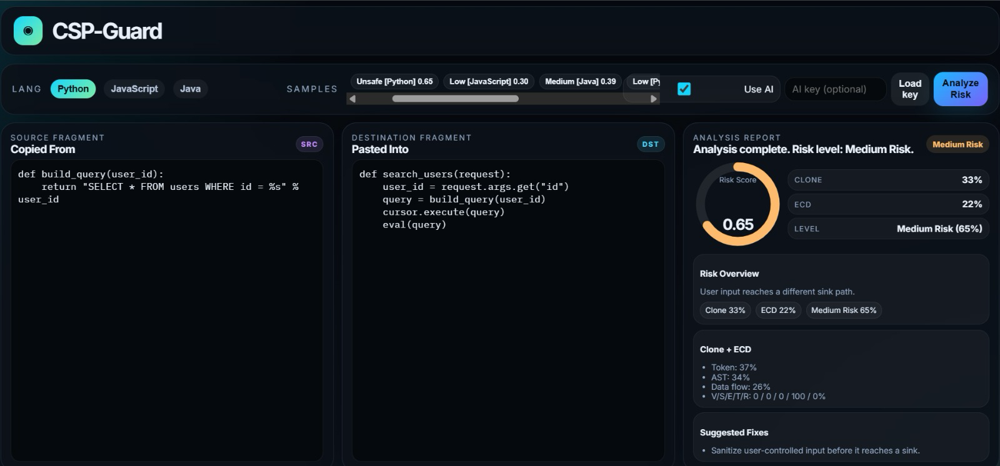 CSP-Guard
LANG Python JavaScript Java SAMPLES Unsafe [Python] 0.65 Low [JavaScript] 0.30 Medium [Java] 0.39 Low [Py Use AI AI key (optional) Load key Analyze Risk
SOURCE FRAGMENT
Copied From
SRC
def build_query(user_id):
    return "SELECT * FROM users WHERE id = %s" %
user_id
DESTINATION FRAGMENT
Pasted Into
DST
def search_users(request):
    user_id = request.args.get("id")
    query = build_query(user_id)
    cursor.execute(query)
    eval(query)
ANALYSIS REPORT
Analysis complete. Risk level: Medium Risk.
Medium Risk
Risk Score
0.65
CLONE 33%
ECD 22%
LEVEL Medium Risk (65%)
Risk Overview
User input reaches a different sink path.
Clone 33% ECD 22% Medium Risk 65%
Clone + ECD
• Token: 37%
• AST: 34%
• Data flow: 26%
• V/S/E/T/R: 0 / 0 / 0 / 100 / 0%
Suggested Fixes
• Sanitize user-controlled input before it reaches a sink.